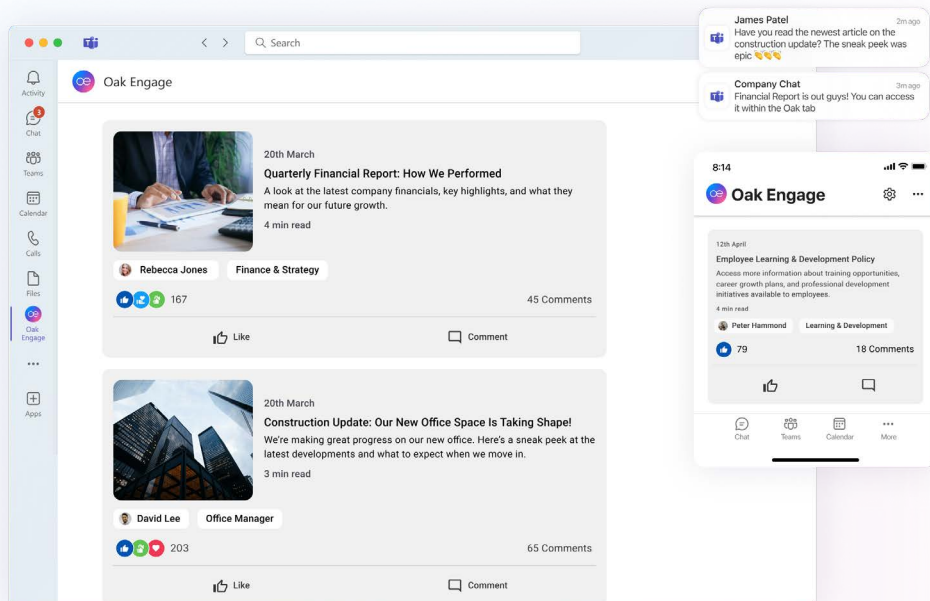 James Patel
2m ago
Have you read the newest article on the
construction update? The sneak peek was
epic 👏👏👏
Company Chat
3m ago
Financial Report is out guys! You can access
it within the Oak tab
Search
Activity
3
Chat
Teams
Calendar
Calls
Files
Oak
Engage
Apps
oe
Oak Engage
20th March
Quarterly Financial Report: How We Performed
A look at the latest company financials, key highlights, and what they
mean for our future growth.
4 min read
Rebecca Jones
Finance & Strategy
167
45 Comments
Like
Comment
20th March
Construction Update: Our New Office Space Is Taking Shape!
We're making great progress on our new office. Here's a sneak peek at the
latest developments and what to expect when we move in.
3 min read
David Lee
Office Manager
203
65 Comments
Like
Comment
8:14
oe
Oak Engage
12th April
Employee Learning & Development Policy
Access more information about training opportunities,
career growth plans, and professional development
initiatives available to employees.
4 min read
Peter Hammond
Learning & Development
79
18 Comments
Chat
Teams
Calendar
More